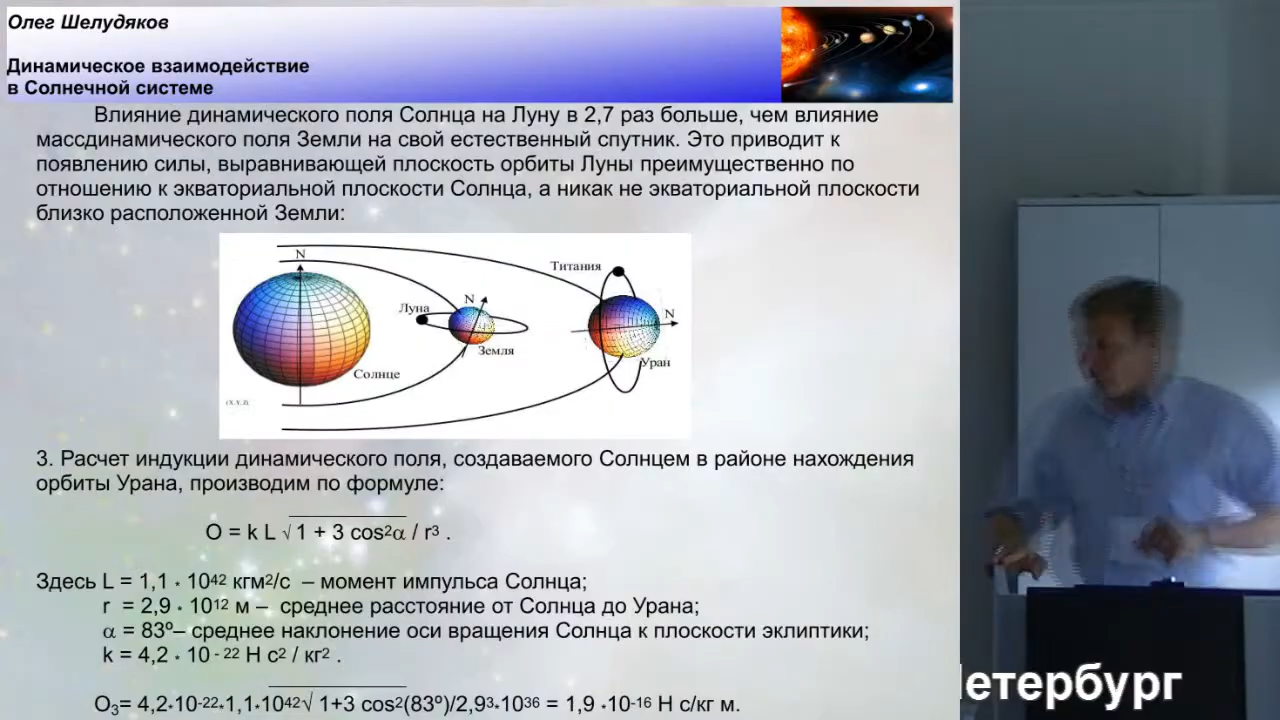 Олег Шелудяков
Динамическое взаимодействие
в Солнечной системе
Влияние динамического поля Солнца на Луну в 2,7 раз больше, чем влияние
массдинамического поля Земли на свой естественный спутник. Это приводит к
появлению силы, выравнивающей плоскость орбиты Луны преимущественно по
отношению к экваториальной плоскости Солнца, а никак не экваториальной плоскости
близко расположенной Земли:
N
Титания
Луна
N
N
Земля
Уран
Солнце
(X,Y,Z)
3. Расчет индукции динамического поля, создаваемого Солнцем в районе нахождения
орбиты Урана, производим по формуле:
O = k L √ 1 + 3 cos²α / r³ .
Здесь L = 1,1 * 10⁴² кгм²/с – момент импульса Солнца;
r = 2,9 * 10¹² м – среднее расстояние от Солнца до Урана;
α = 83º– среднее наклонение оси вращения Солнца к плоскости эклиптики;
k = 4,2 * 10⁻²² Н с² / кг² .
O₃= 4,2*10⁻²²*1,1*10⁴²√ 1+3 cos²(83º)/2,9³*10³⁶ = 1,9 *10⁻¹⁶ Н с/кг м.
етербург